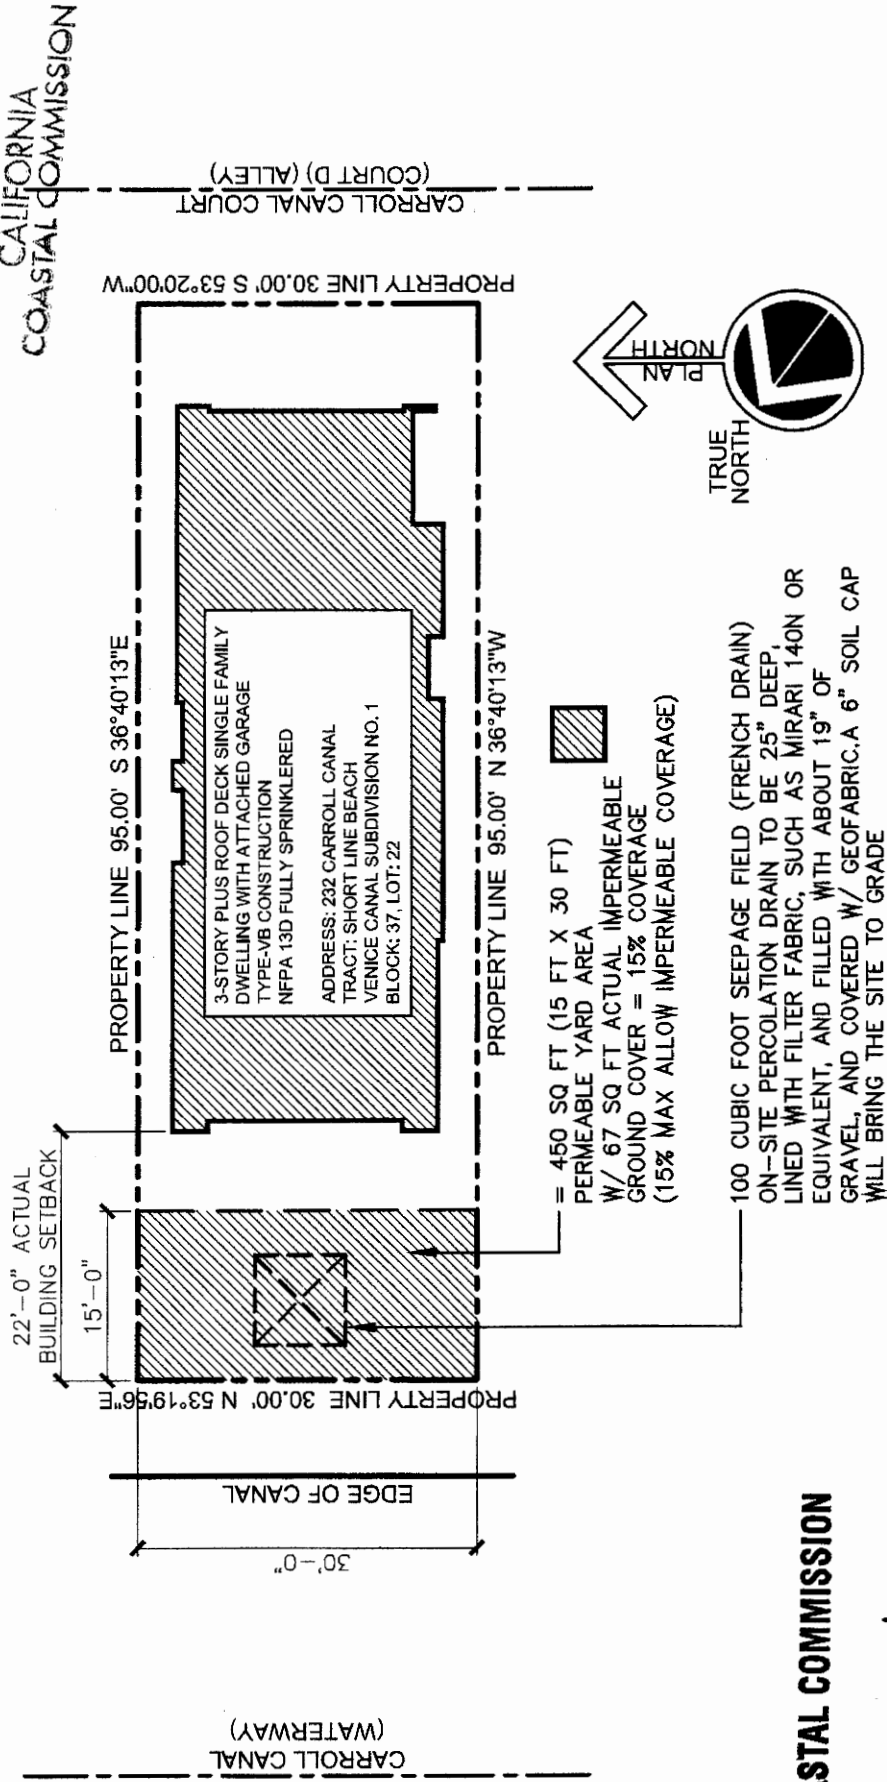 CALIFORNIA
COASTAL COMMISSION
CARROLL CANAL COURT
(COURT D) (ALLEY)
PROPERTY LINE 30.00' S 53°20'00"W
PROPERTY LINE 95.00' S 36°40'13"E
22'-0" ACTUAL
BUILDING SETBACK
15'-0"
3-STORY PLUS ROOF DECK SINGLE FAMILY
DWELLING WITH ATTACHED GARAGE
TYPE-VB CONSTRUCTION
NFPA 13D FULLY SPRINKLERED
ADDRESS: 232 CARROLL CANAL
TRACT: SHORT LINE BEACH
VENICE CANAL SUBDIVISION NO. 1
BLOCK: 37, LOT: 22
PROPERTY LINE 95.00' N 36°40'13"W
PROPERTY LINE 30.00' N 53°19'56"E
EDGE OF CANAL
30'-0"
CARROLL CANAL
(WATERWAY)
PLAN
NORTH
TRUE
NORTH
= 450 SQ FT (15 FT X 30 FT)
PERMEABLE YARD AREA
W/ 67 SQ FT ACTUAL IMPERMEABLE
GROUND COVER = 15% COVERAGE
(15% MAX ALLOW IMPERMEABLE COVERAGE)
100 CUBIC FOOT SEEPAGE FIELD (FRENCH DRAIN)
ON-SITE PERCOLATION DRAIN TO BE 25" DEEP,
LINED WITH FILTER FABRIC, SUCH AS MIRARI 140N OR
EQUIVALENT, AND FILLED WITH ABOUT 19" OF
GRAVEL, AND COVERED W/ GEOFABRIC.A 6" SOIL CAP
WILL BRING THE SITE TO GRADE
STAL COMMISSION